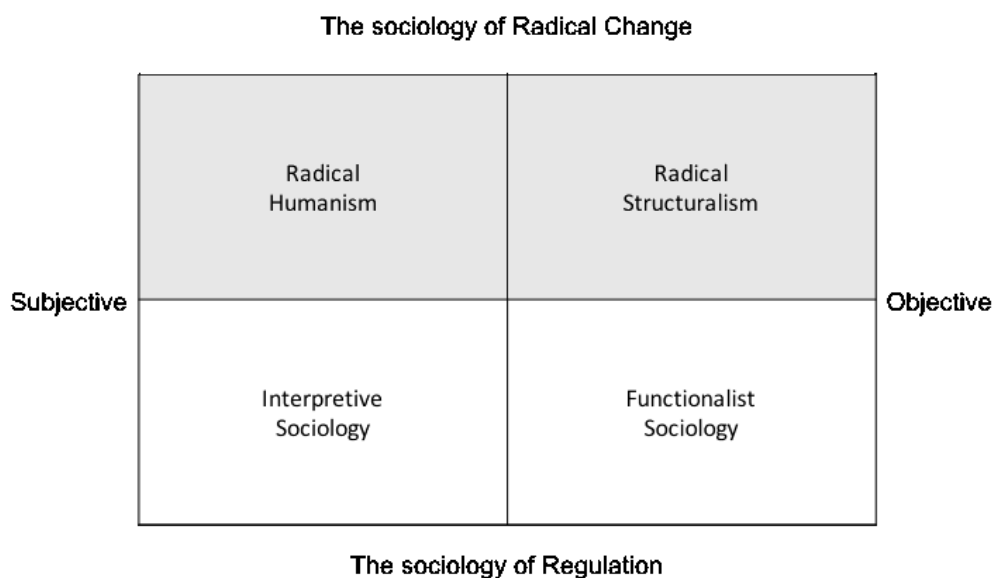 The sociology of Radical Change
Radical
Humanism
Radical
Structuralism
Subjective
Objective
Interpretive
Sociology
Functionalist
Sociology
The sociology of Regulation